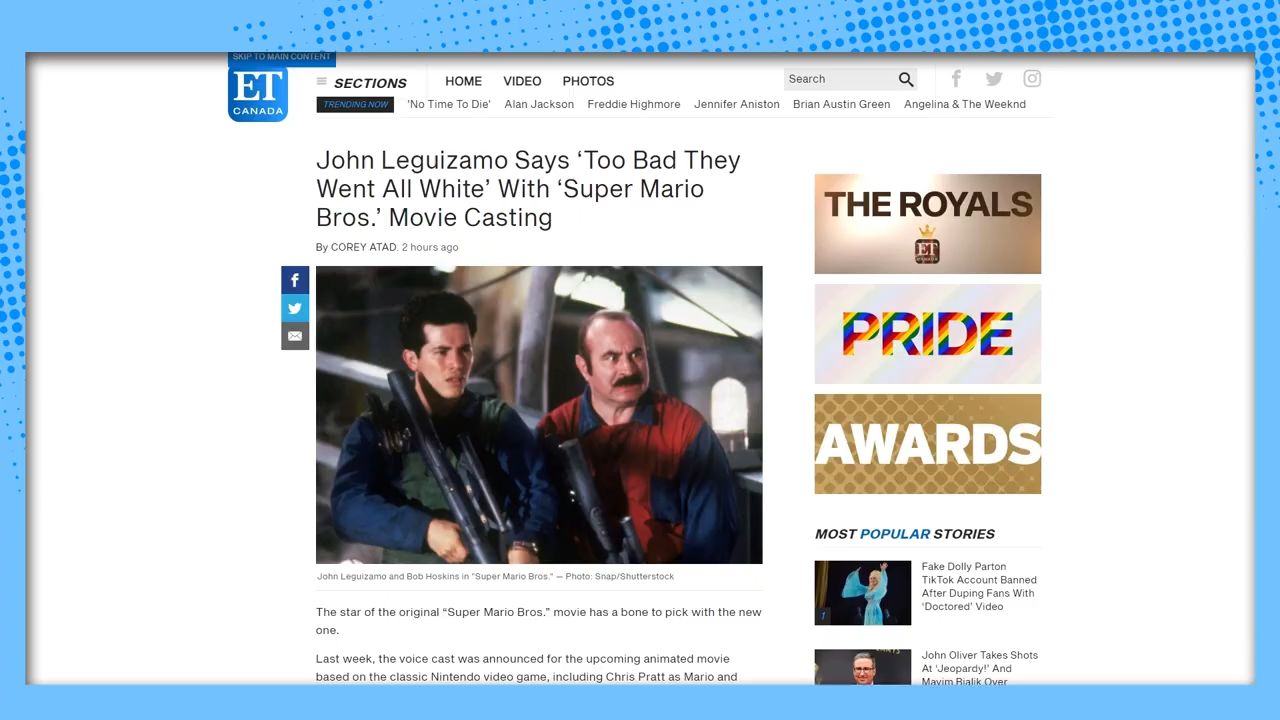 SKIP TO MAIN CONTENT
ET
CANADA
SECTIONS
HOME VIDEO PHOTOS
Search
TRENDING NOW 'No Time To Die' Alan Jackson Freddie Highmore Jennifer Aniston Brian Austin Green Angelina & The Weeknd
John Leguizamo Says ‘Too Bad They
Went All White’ With ‘Super Mario
Bros.’ Movie Casting
By COREY ATAD. 2 hours ago
John Leguizamo and Bob Hoskins in "Super Mario Bros." — Photo: Snap/Shutterstock
The star of the original “Super Mario Bros.” movie has a bone to pick with the new
one.
Last week, the voice cast was announced for the upcoming animated movie
based on the classic Nintendo video game, including Chris Pratt as Mario and
THE ROYALS
ET
CANADA
PRIDE
AWARDS
MOST POPULAR STORIES
1
Fake Dolly Parton
TikTok Account Banned
After Duping Fans With
‘Doctored’ Video
John Oliver Takes Shots
At ‘Jeopardy!’ And
Mayim Bialik Over